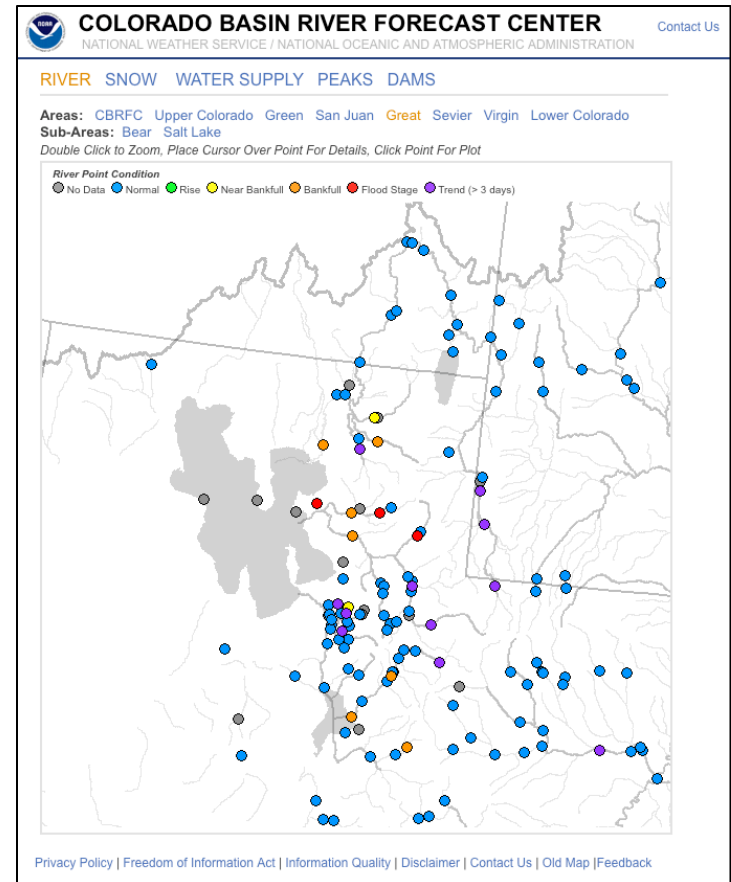 NOAA
COLORADO BASIN RIVER FORECAST CENTER
Contact Us
NATIONAL WEATHER SERVICE / NATIONAL OCEANIC AND ATMOSPHERIC ADMINISTRATION
RIVER SNOW WATER SUPPLY PEAKS DAMS
Areas: CBRFC Upper Colorado Green San Juan Great Sevier Virgin Lower Colorado
Sub-Areas: Bear Salt Lake
Double Click to Zoom, Place Cursor Over Point For Details, Click Point For Plot
River Point Condition
No Data Normal Rise Near Bankfull Bankfull Flood Stage Trend (> 3 days)
Privacy Policy | Freedom of Information Act | Information Quality | Disclaimer | Contact Us | Old Map |Feedback